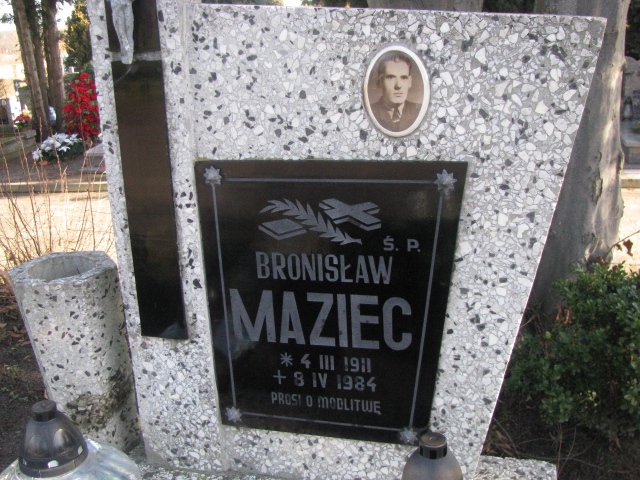 Ś. P.
BRONISŁAW
MAZIEC
* 4 III 1911
+ 8 IV 1984
PROSI O MODLITWĘ